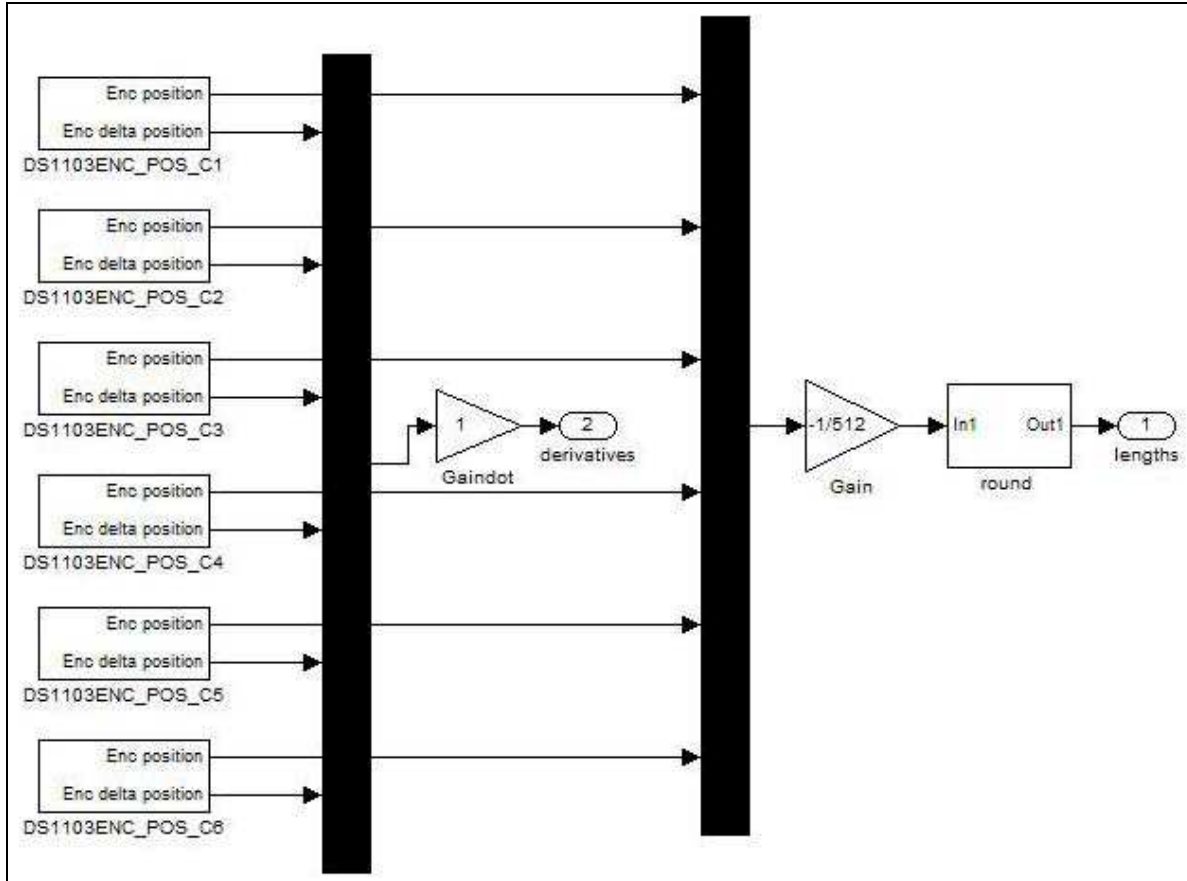 Enc position
Enc delta position
DS1103ENC_POS_C1
Enc position
Enc delta position
DS1103ENC_POS_C2
Enc position
Enc delta position
DS1103ENC_POS_C3
1
Gaindot
2
derivatives
-1/512
Gain
In1 Out1
round
1
lengths
Enc position
Enc delta position
DS1103ENC_POS_C4
Enc position
Enc delta position
DS1103ENC_POS_C5
Enc position
Enc delta position
DS1103ENC_POS_C6